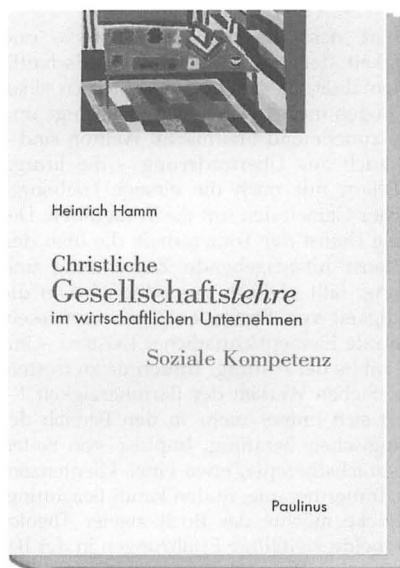 Heinrich Hamm
Christliche
Gesellschaftslehre
im wirtschaftlichen Unternehmen
Soziale Kompetenz
Paulinus